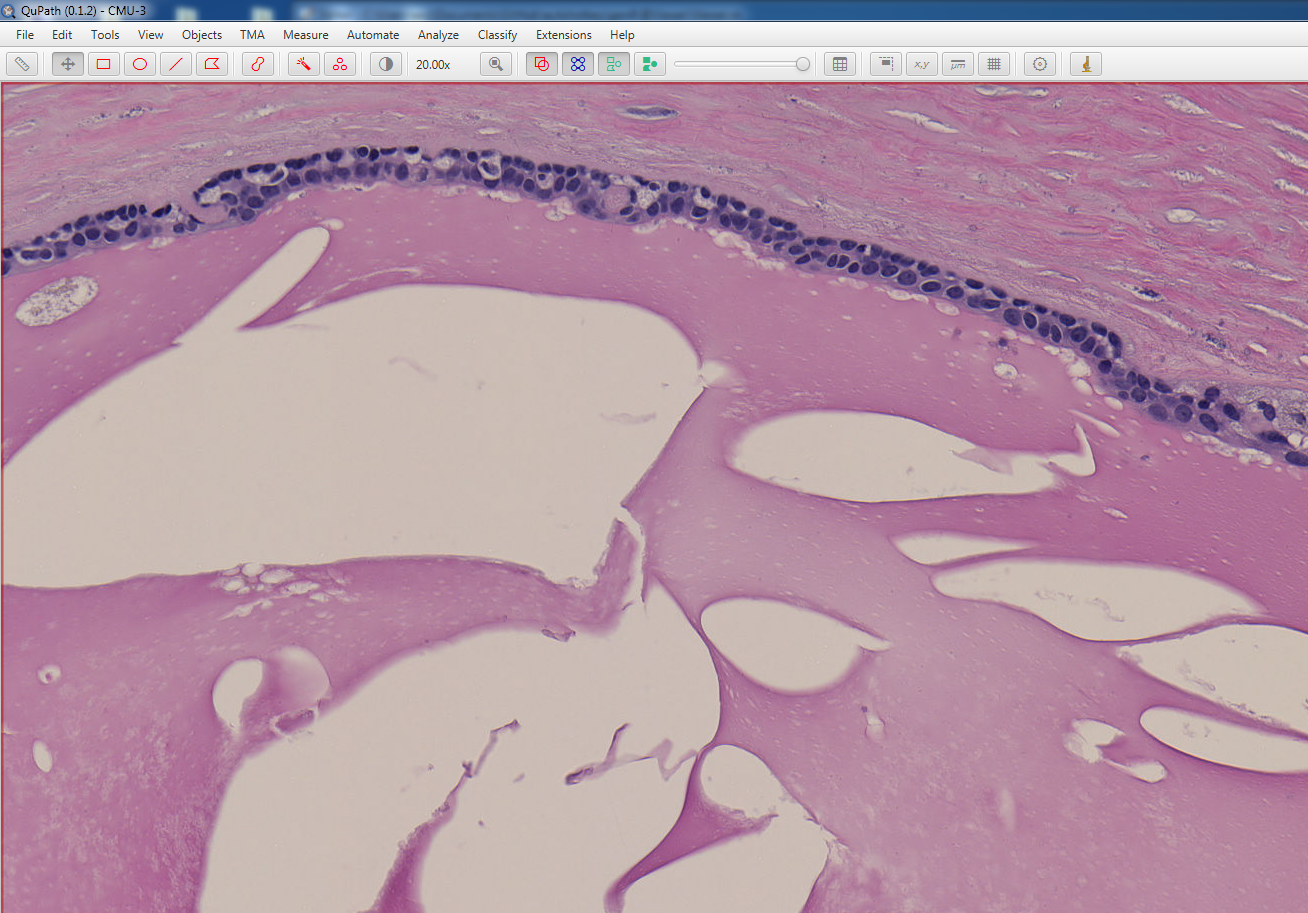 QuPath (0.1.2) - CMU-3
File Edit Tools View Objects TMA Measure Automate Analyze Classify Extensions Help
20.00x x,y μm